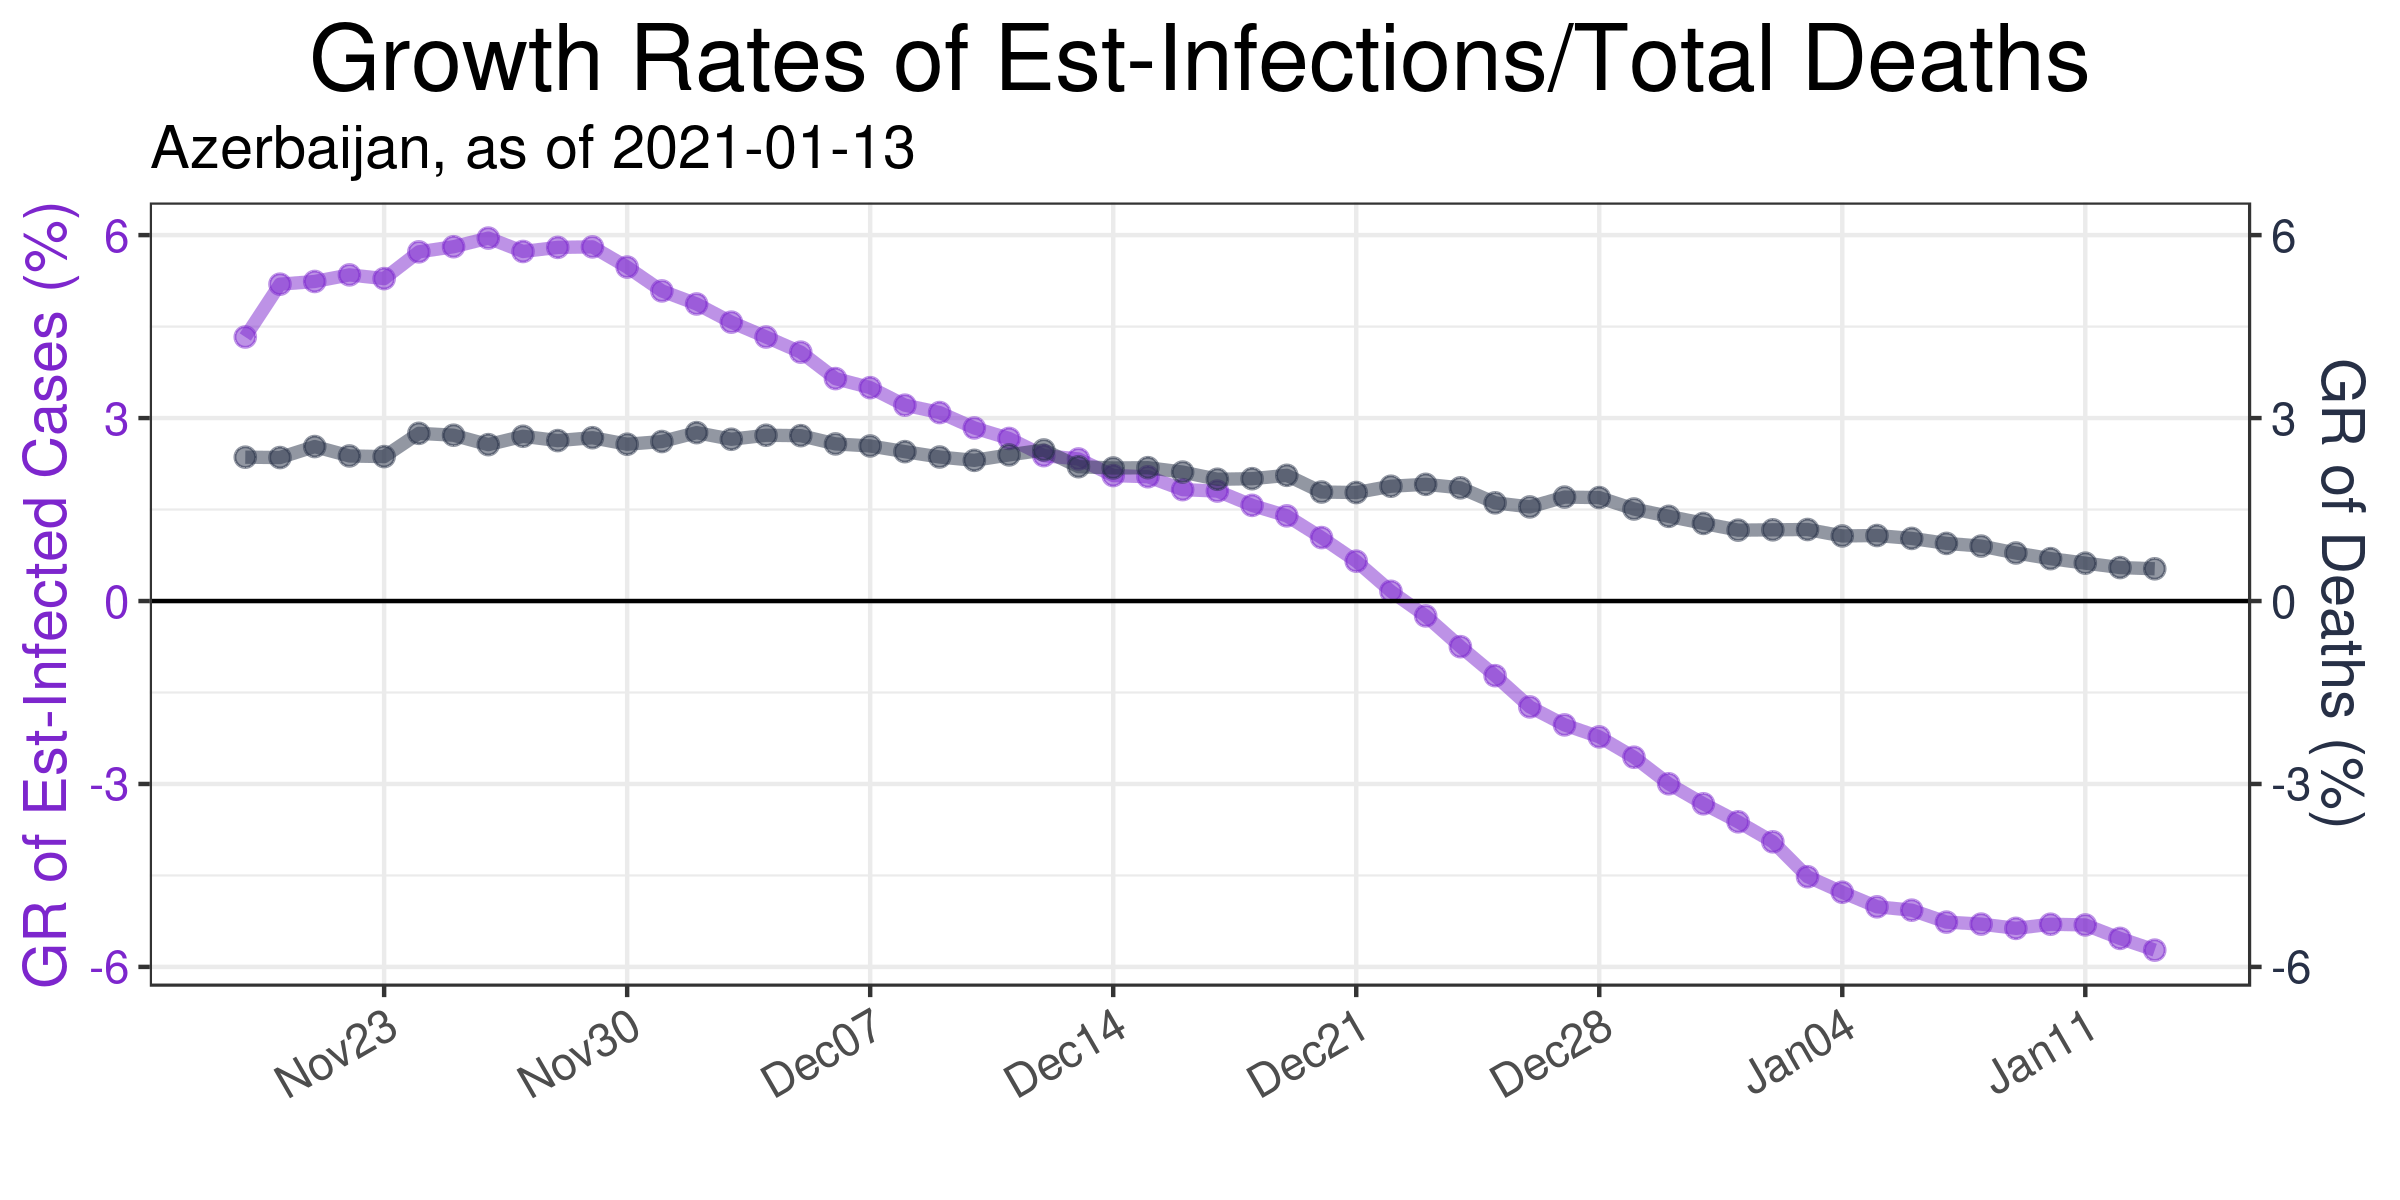 Growth Rates of Est-Infections/Total Deaths
Azerbaijan, as of 2021-01-13
GR of Est-Infected Cases (%)
6
3
0
-3
-6
6
3
0
-3
-6
GR of Deaths (%)
Nov23
Nov30
Dec07
Dec14
Dec21
Dec28
Jan04
Jan11